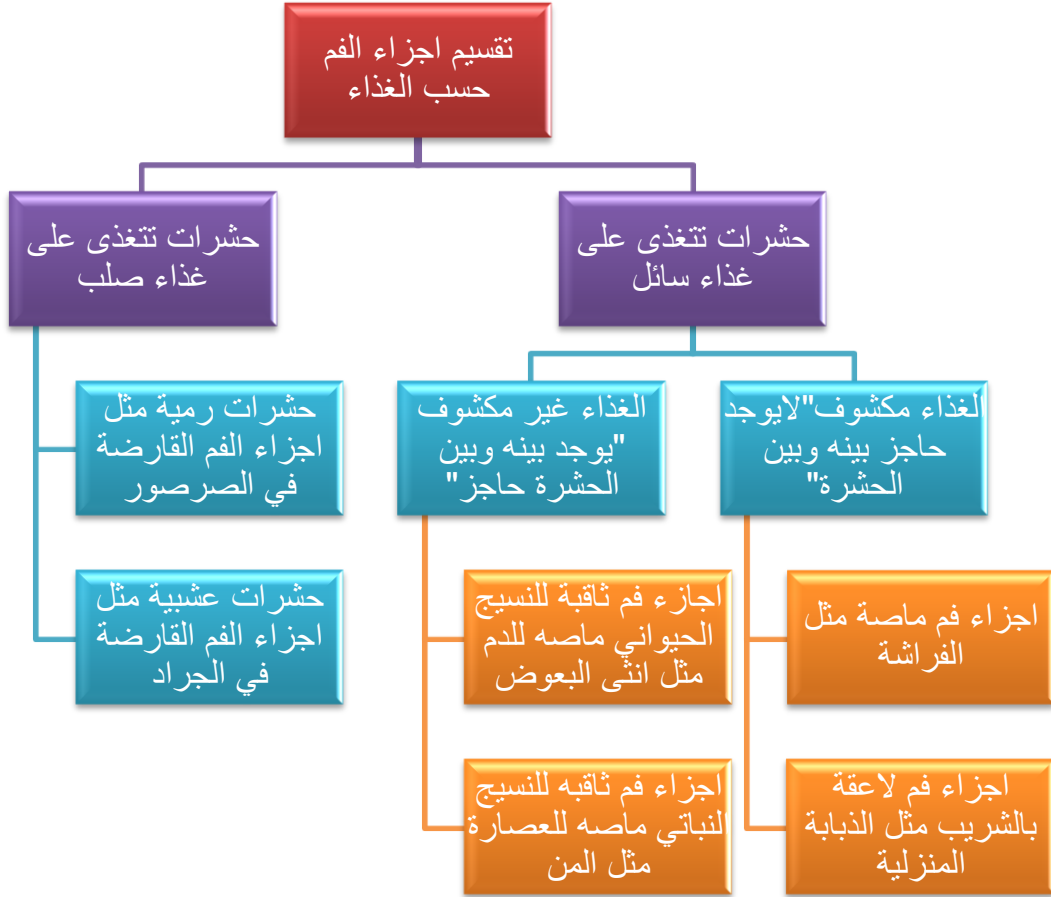 تقسيم اجزاء الفم
حسب الغذاء
حشرات تتغذى على
غذاء سائل
حشرات تتغذى على
غذاء صلب
الغذاء مكشوف"لايوجد
حاجز بينه وبين
الحشرة"
الغذاء غير مكشوف
"يوجد بينه وبين
الحشرة حاجز"
حشرات رمية مثل
اجزاء الفم القارضة
في الصرصور
حشرات عشبية مثل
اجزاء الفم القارضة
في الجراد
اجزاء فم ماصة مثل
الفراشة
اجزاء فم لاعقة
بالشريب مثل الذبابة
المنزلية
اجازء فم ثاقبة للنسيج
الحيواني ماصه للدم
مثل انثى البعوض
اجزاء فم ثاقبه للنسيج
لنباتي ماصه للعصارة
مثل المن